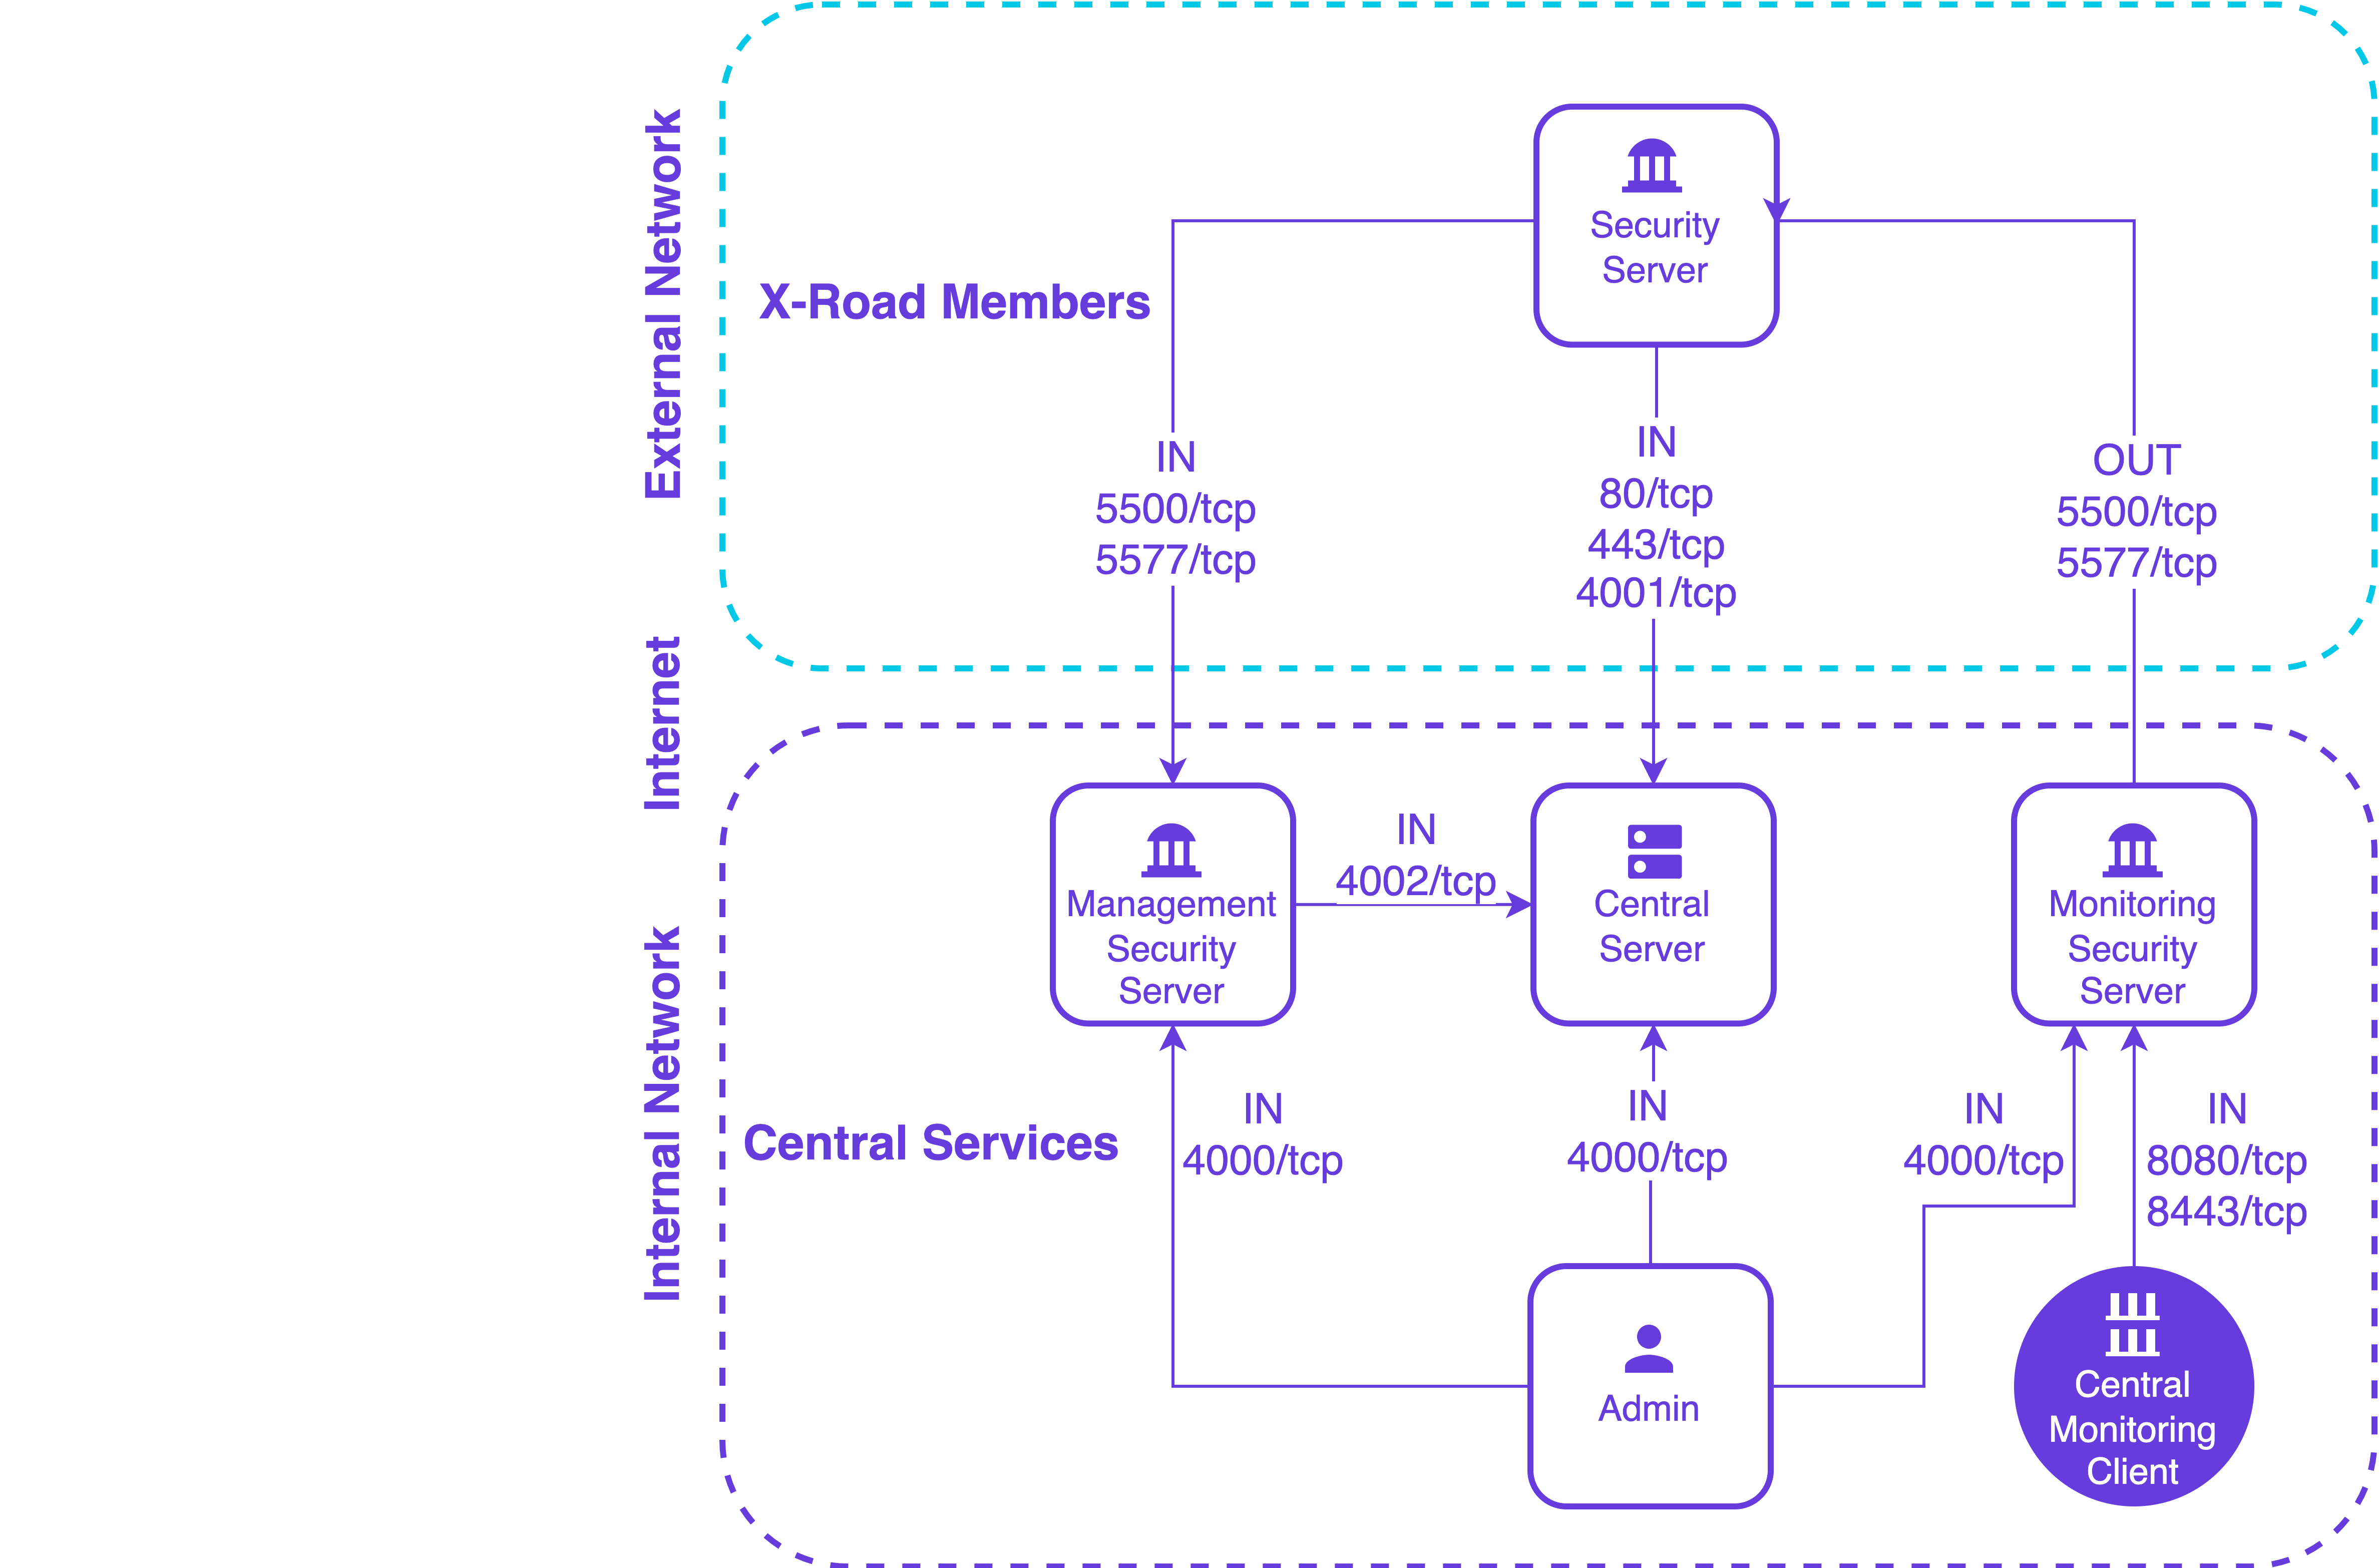 External Network
X-Road Members
Security
Server
IN
5500/tcp
5577/tcp
IN
80/tcp
443/tcp
4001/tcp
OUT
5500/tcp
5577/tcp
Internet
Internal Network
Central Services
Management
Security
Server
IN
4002/tcp
Central
Server
Monitoring
Security
Server
IN
4000/tcp
IN
4000/tcp
IN
4000/tcp
IN
8080/tcp
8443/tcp
Admin
Central
Monitoring
Client